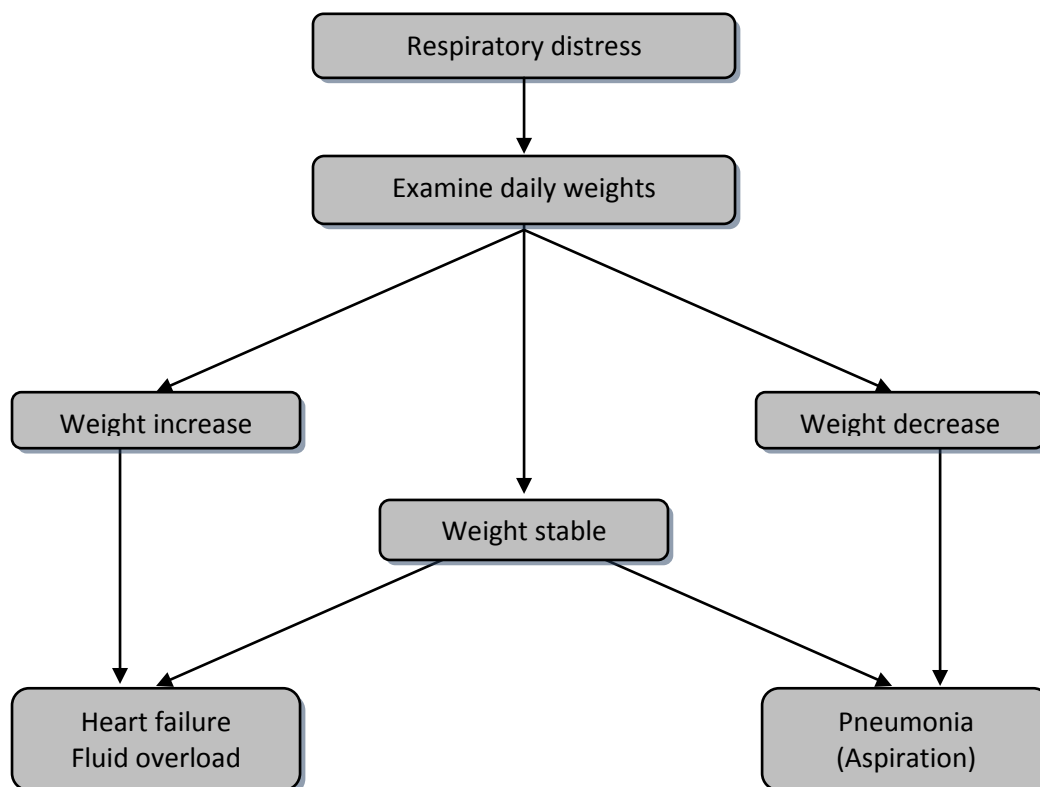 Respiratory distress
Examine daily weights
Weight increase
Weight decrease
Weight stable
Heart failure
Fluid overload
Pneumonia
(Aspiration)